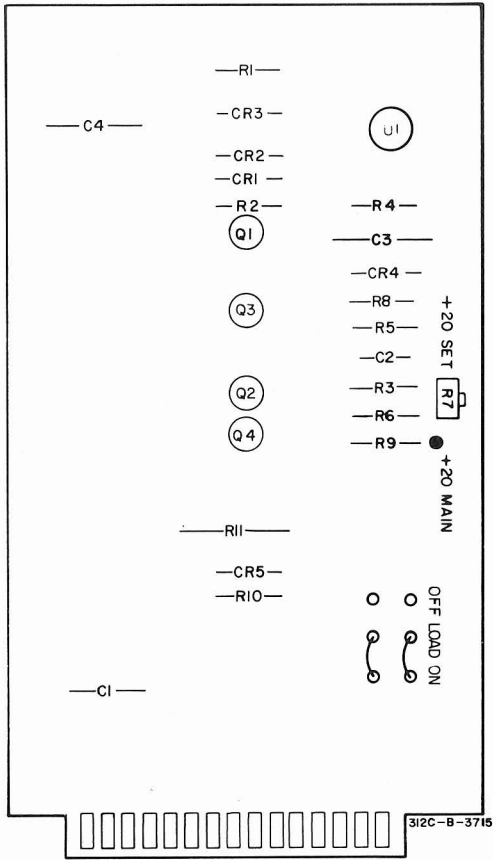 R1
CR3
C4
U1
CR2
CR1
R2
R4
Q1
C3
CR4
R8
Q3
+20 SET
R5
C2
R3
Q2
R7
R6
Q4
R9
+20 MAIN
R11
CR5
R10
OFF LOAD ON
C1
312C-B-3715